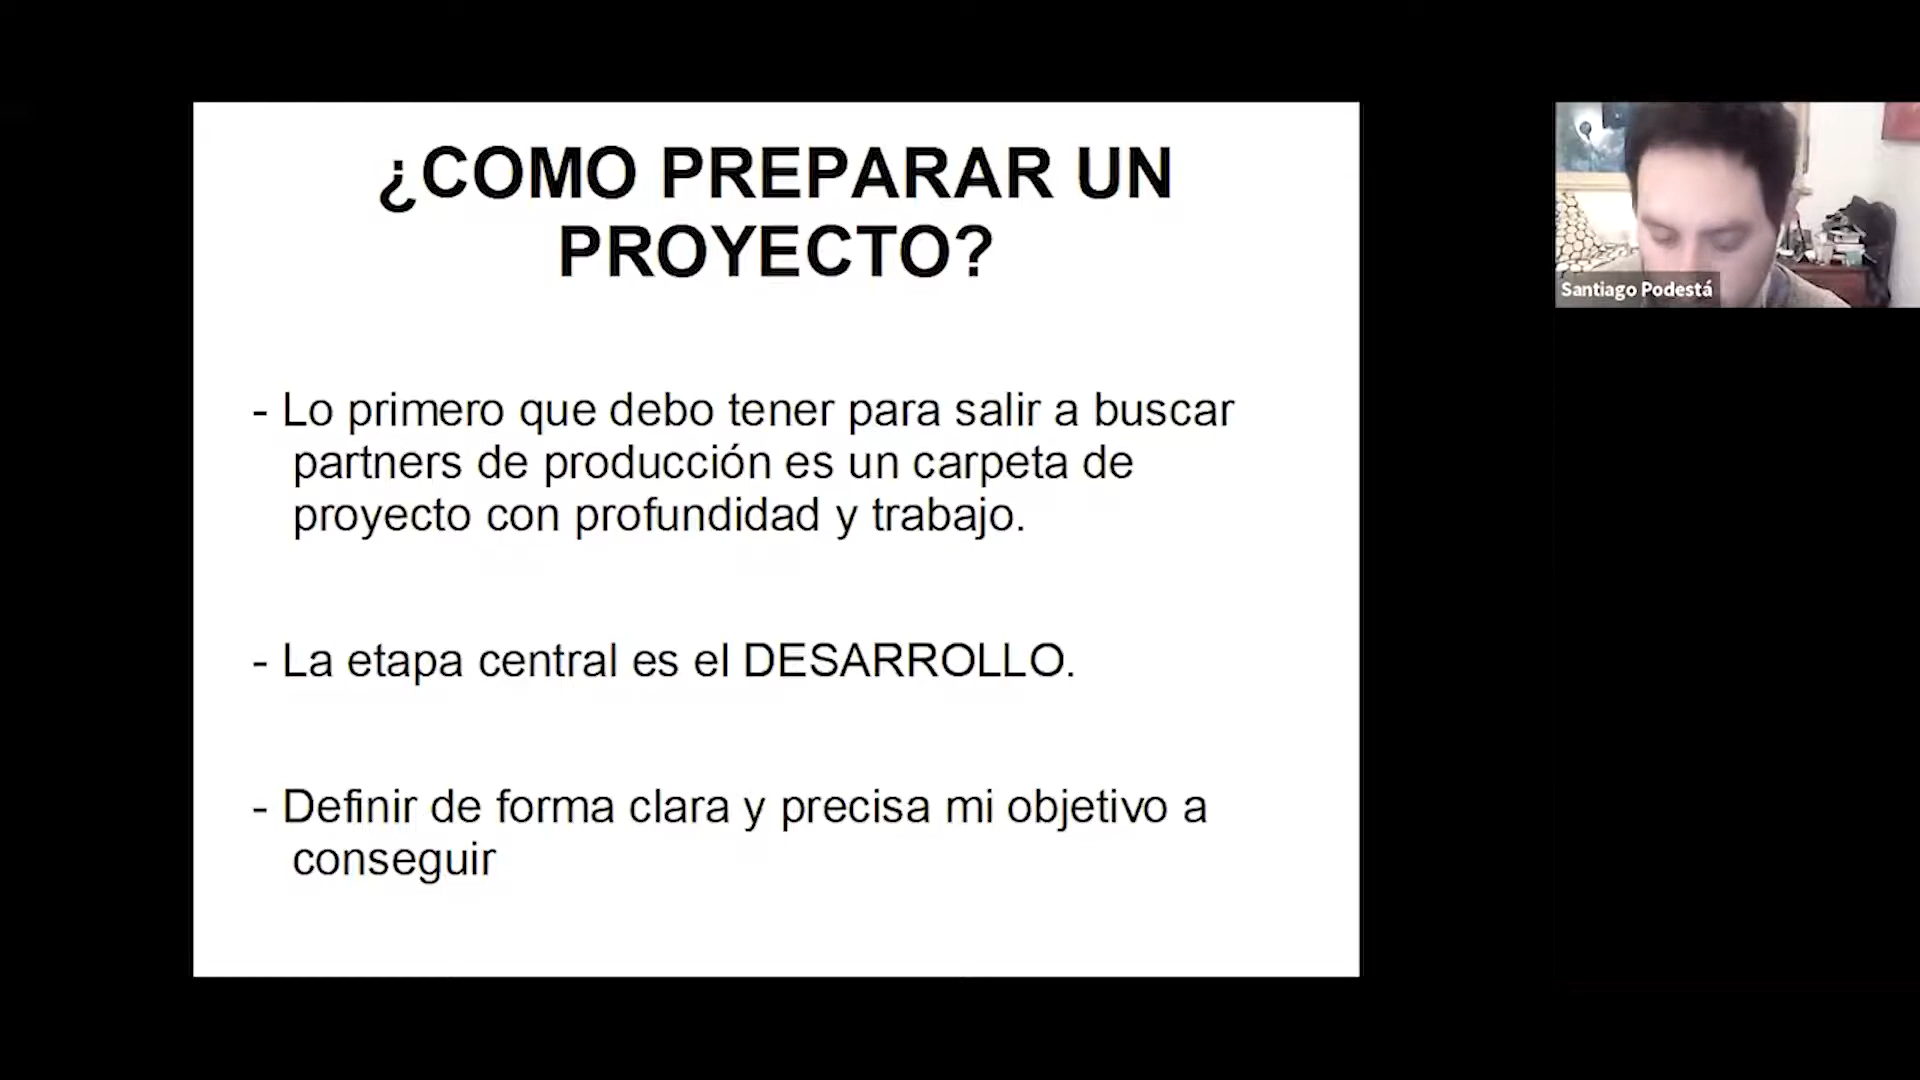 ¿COMO PREPARAR UN
PROYECTO?
- Lo primero que debo tener para salir a buscar
partners de producción es un carpeta de
proyecto con profundidad y trabajo.
- La etapa central es el DESARROLLO.
- Definir de forma clara y precisa mi objetivo a
conseguir
Santiago Podestá